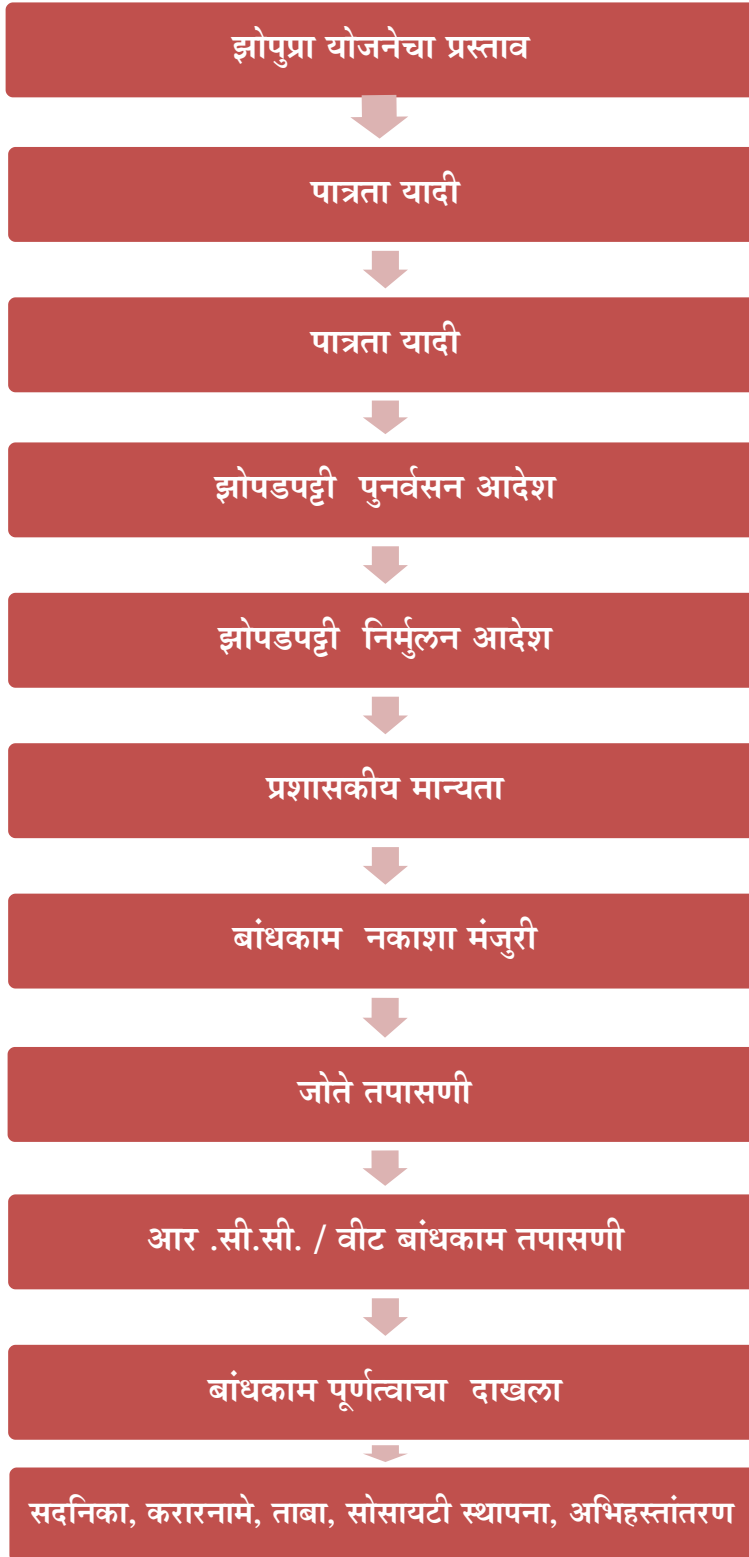 झोपुप्रा योजनेचा प्रस्ताव
पात्रता यादी
पात्रता यादी
झोपडपट्टी पुनर्वसन आदेश
झोपडपट्टी निर्मुलन आदेश
प्रशासकीय मान्यता
बांधकाम नकाशा मंजुरी
जोते तपासणी
आर .सी.सी. / वीट बांधकाम तपासणी
बांधकाम पूर्णत्वाचा दाखला
सदनिका, करारनामे, ताबा, सोसायटी स्थापना, अभिहस्तांतरण